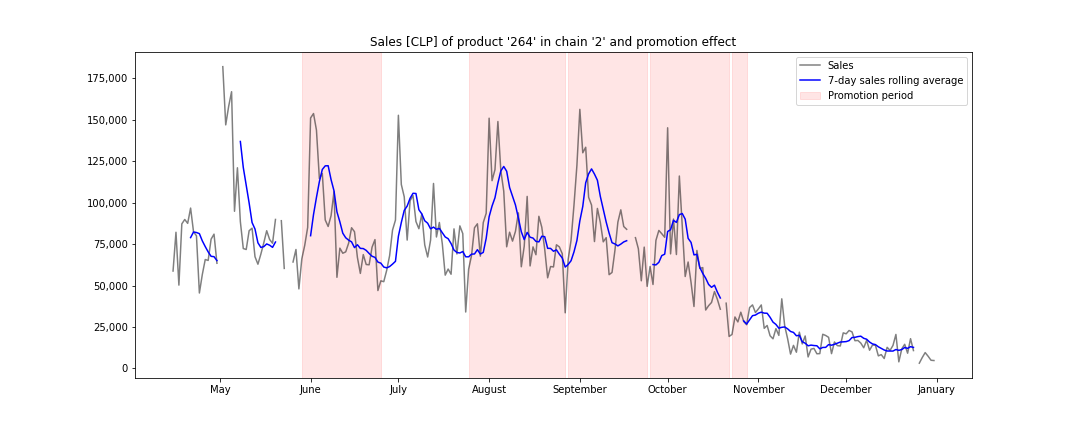 Sales [CLP] of product '264' in chain '2' and promotion effect
Sales
7-day sales rolling average
Promotion period
175,000
150,000
125,000
100,000
75,000
50,000
25,000
0
May June July August September October November December January